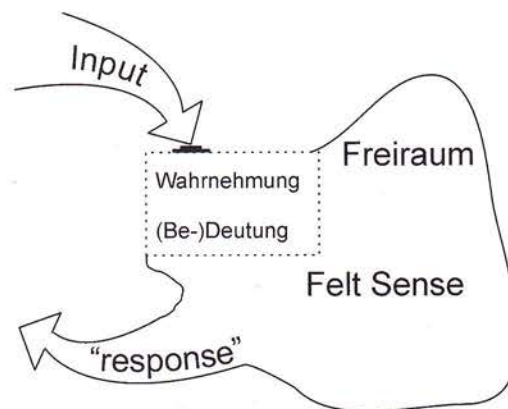 Input
Freiraum
Wahrnehmung
(Be-)Deutung
Felt Sense
"response"